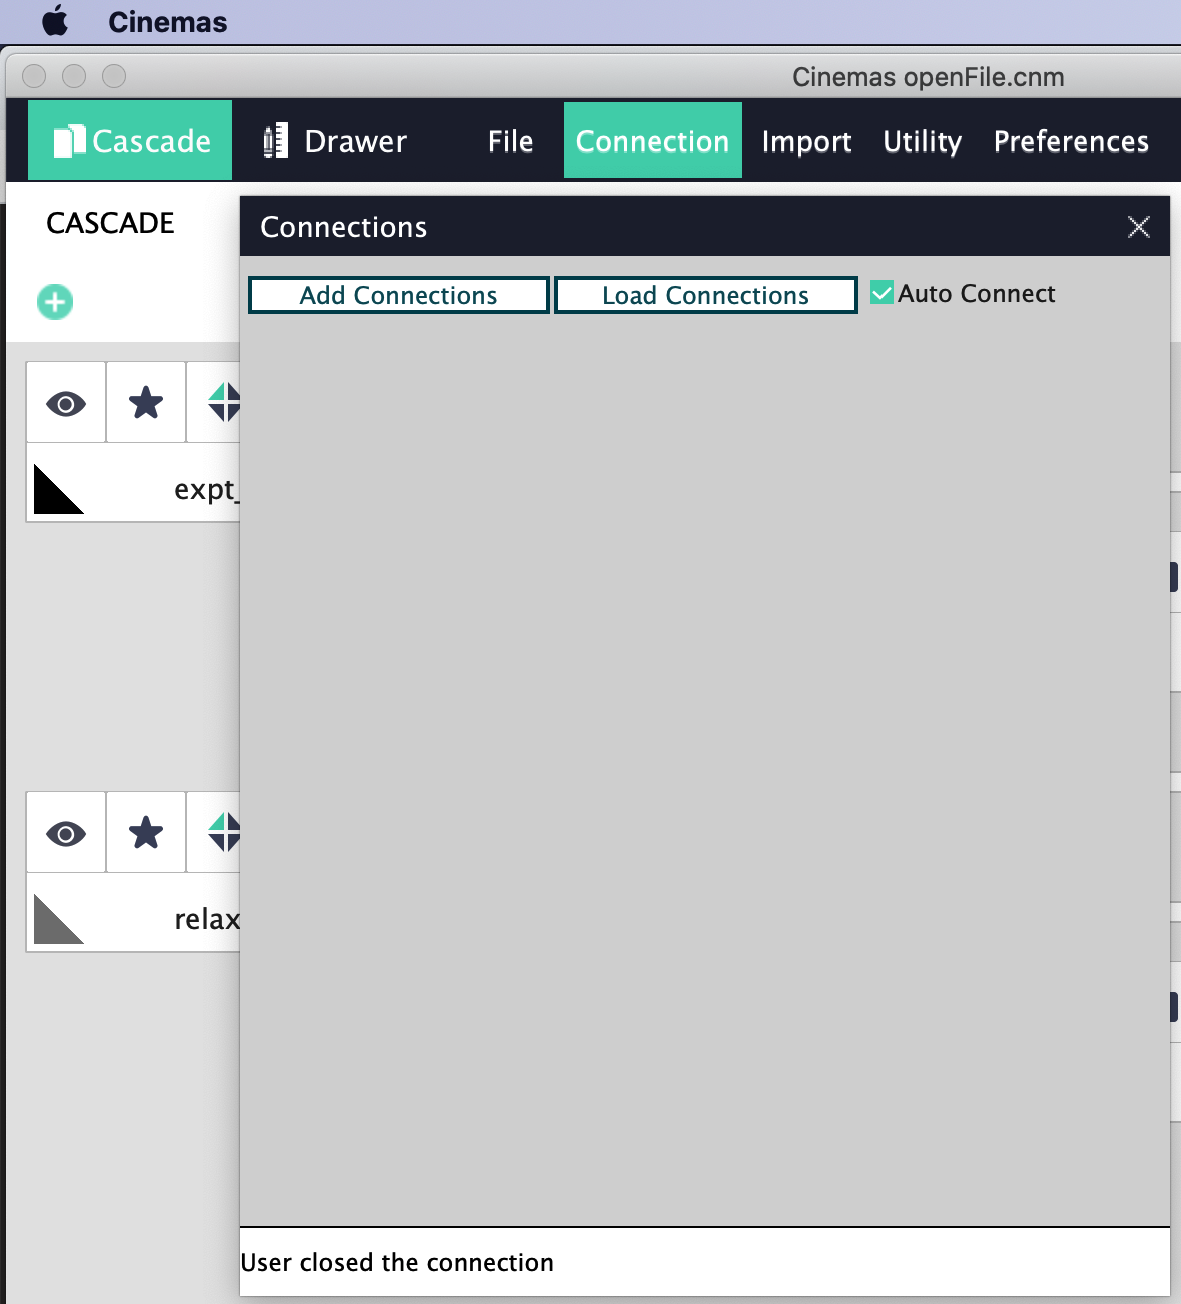 Cinemas
Cinemas openFile.cnm
Cascade Drawer File Connection Import Utility Preferences
CASCADE
Connections
Add Connections Load Connections Auto Connect
expt_
relax
User closed the connection